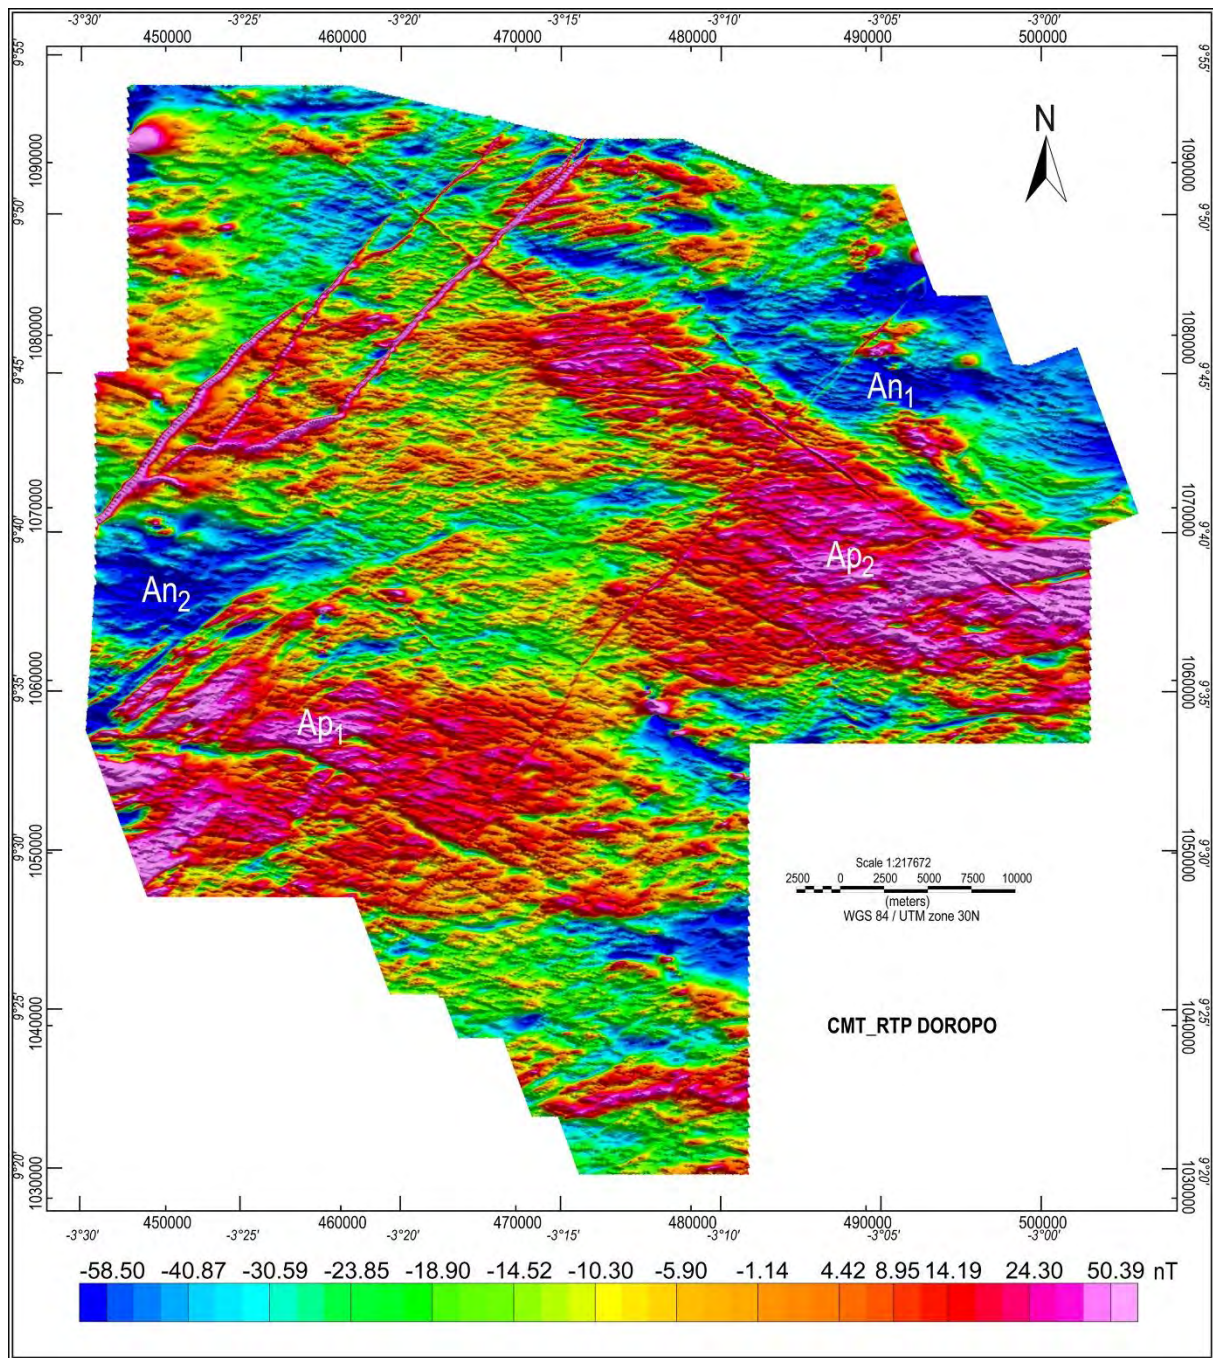 -3°30' -3°25' -3°20' -3°15' -3°10' -3°05' -3°00'
450000 460000 470000 480000 490000 500000
9°55' 9°55'
1090000 1090000
9°50' 9°50'
1080000 1080000
9°45' 9°45'
1070000 1070000
9°40' 9°40'
1060000 1060000
9°35' 9°35'
1050000 1050000
9°30' 9°30'
1040000 1040000
9°25' 9°25'
1030000 1030000
9°20' 9°20'
N
An₁
Ap₂
An₂
Ap₁
Scale 1:217672
2500 0 2500 5000 7500 10000
(meters)
WGS 84 / UTM zone 30N
CMT_RTP DOROPO
450000 460000 470000 480000 490000 500000
-3°30' -3°25' -3°20' -3°15' -3°10' -3°05' -3°00'
-58.50 -40.87 -30.59 -23.85 -18.90 -14.52 -10.30 -5.90 -1.14 4.42 8.95 14.19 24.30 50.39 nT